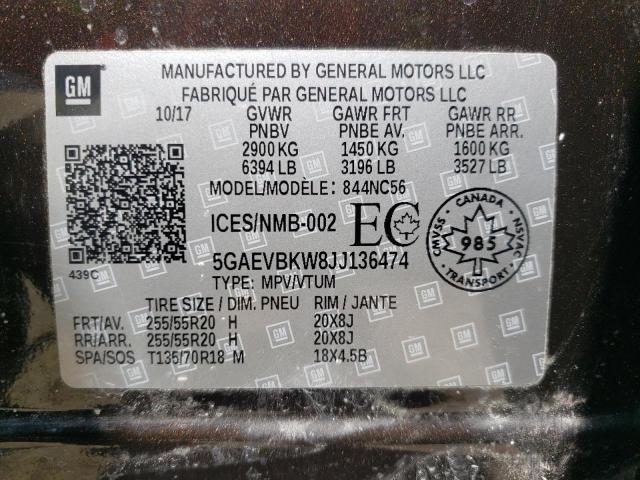 GM
MANUFACTURED BY GENERAL MOTORS LLC
FABRIQUÉ PAR GENERAL MOTORS LLC
10/17 GVWR GAWR FRT GAWR RR
PNBV PNBE AV. PNBE ARR.
2900 KG 1450 KG 1600 KG
6394 LB 3196 LB 3527 LB
MODEL/MODÈLE: 844NC56
ICES/NMB-002 EC
CANADA
CMVSS 985 NSVAC
TRANSPORT
439C 5GAEVBKW8JJ136474
TYPE: MPV/VTUM
TIRE SIZE / DIM. PNEU RIM / JANTE
FRT/AV. 255/55R20 H 20X8J
RR/ARR. 255/55R20 H 20X8J
SPA/SOS T135/70R18 M 18X4.5B